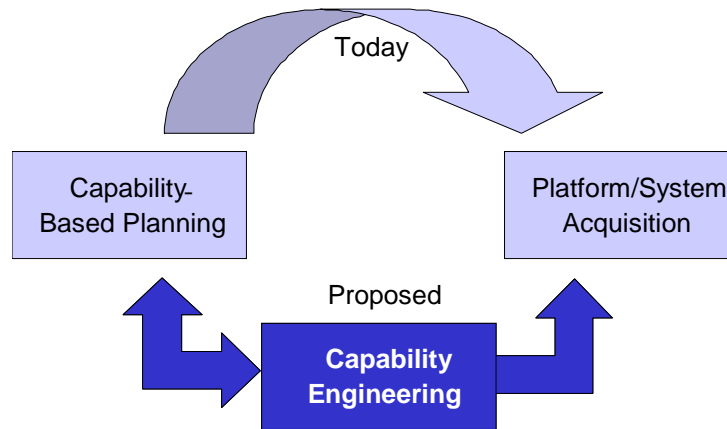 Today
Capability-
Based Planning
Platform/System
Acquisition
Proposed
Capability
Engineering